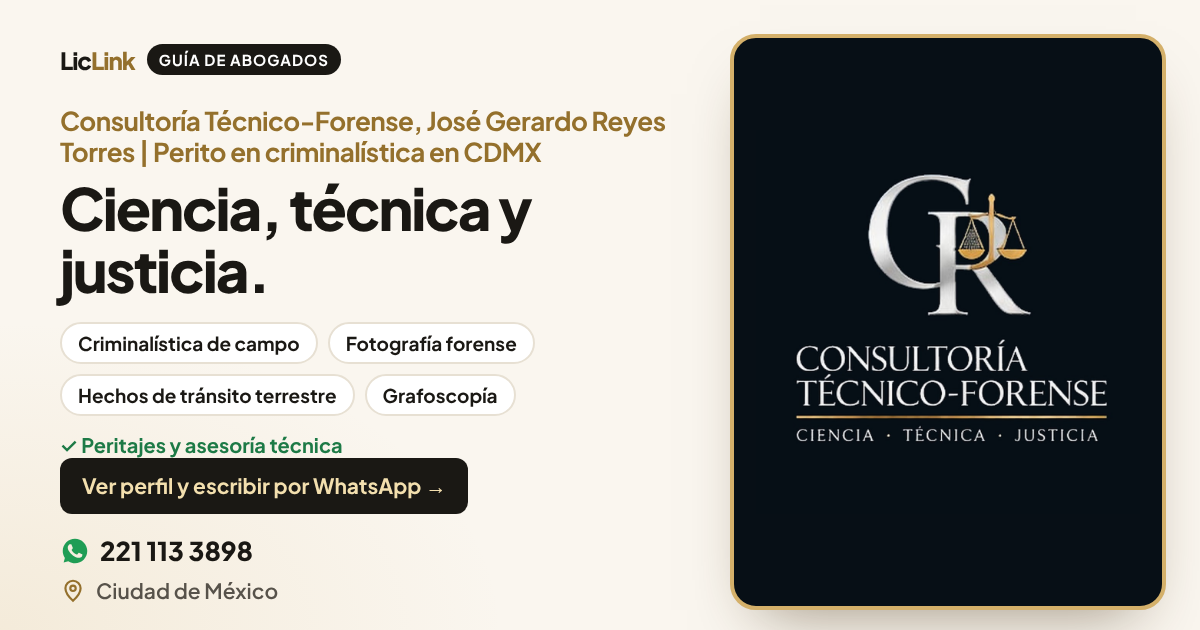 LicLink
GUÍA DE ABOGADOS
Consultoría Técnico-Forense, José Gerardo Reyes
Torres | Perito en criminalística en CDMX
Ciencia, técnica y
justicia.
Criminalística de campo
Fotografía forense
Hechos de tránsito terrestre
Grafoscopía
✓ Peritajes y asesoría técnica
Ver perfil y escribir por WhatsApp →
221 113 3898
Ciudad de México
CR
CONSULTORÍA
TÉCNICO-FORENSE
CIENCIA · TÉCNICA · JUSTICIA